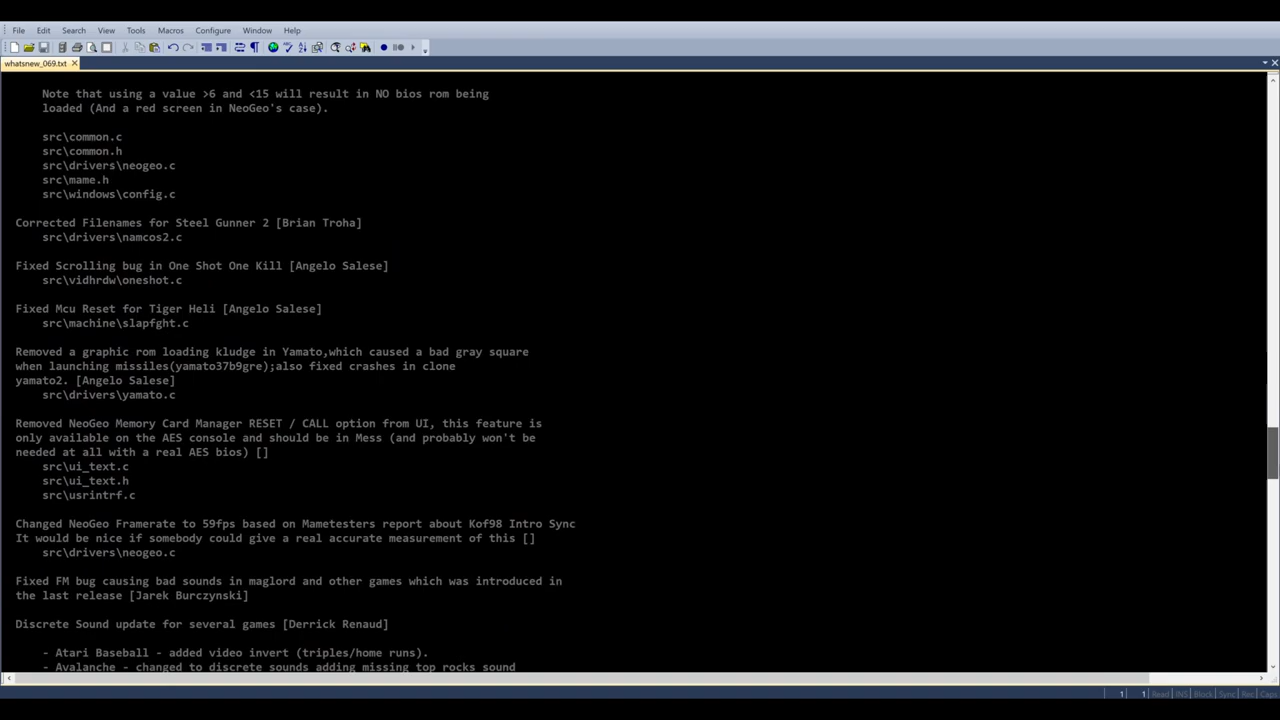 File Edit Search View Tools Macros Configure Window Help
whatsnew_069.txt
Note that using a value >6 and <15 will result in NO bios rom being
loaded (And a red screen in NeoGeo's case).
src\common.c
src\common.h
src\drivers\neogeo.c
src\mame.h
src\windows\config.c
Corrected Filenames for Steel Gunner 2 [Brian Troha]
src\drivers\namcos2.c
Fixed Scrolling bug in One Shot One Kill [Angelo Salese]
src\vidhrdw\oneshot.c
Fixed Mcu Reset for Tiger Heli [Angelo Salese]
src\machine\slapfght.c
Removed a graphic rom loading kludge in Yamato,which caused a bad gray square
when launching missiles(yamato37b9gre);also fixed crashes in clone
yamato2. [Angelo Salese]
src\drivers\yamato.c
Removed NeoGeo Memory Card Manager RESET / CALL option from UI, this feature is
only available on the AES console and should be in Mess (and probably won't be
needed at all with a real AES bios) []
src\ui_text.c
src\ui_text.h
src\usrintrf.c
Changed NeoGeo Framerate to 59fps based on Mametesters report about Kof98 Intro Sync
It would be nice if somebody could give a real accurate measurement of this []
src\drivers\neogeo.c
Fixed FM bug causing bad sounds in maglord and other games which was introduced in
the last release [Jarek Burczynski]
Discrete Sound update for several games [Derrick Renaud]
- Atari Baseball - added video invert (triples/home runs).
- Avalanche - changed to discrete sounds adding missing top rocks sound
1 1 Read INS Block Sync Rec Caps